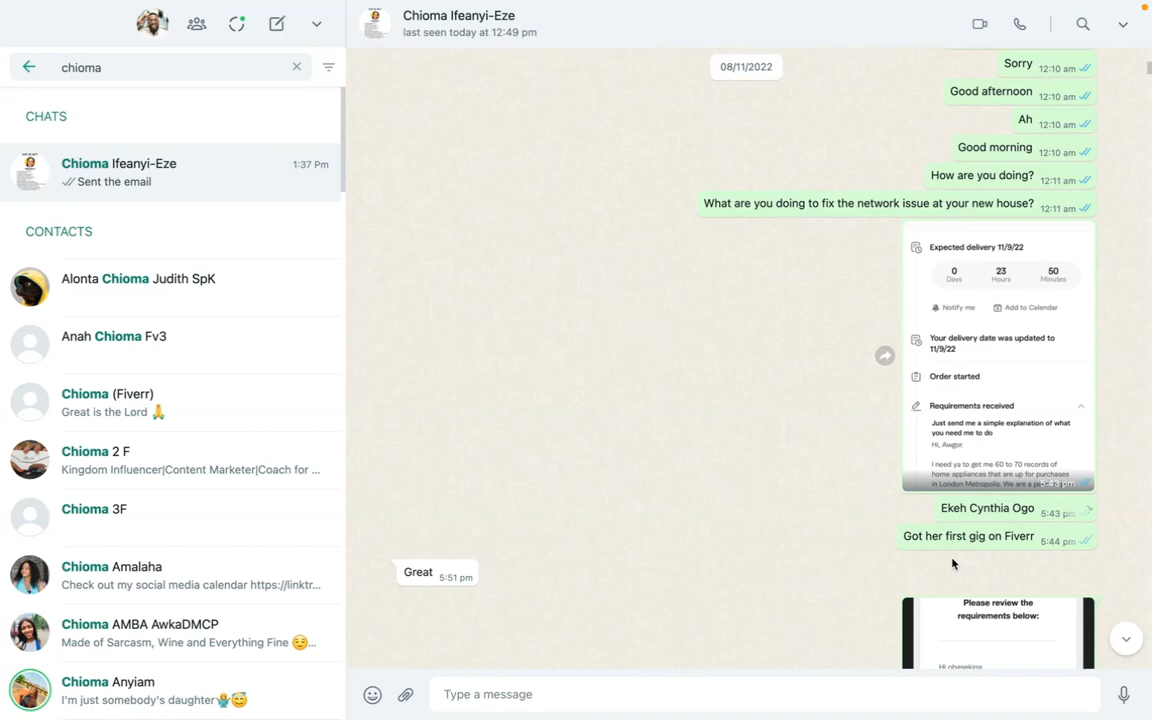 Chioma Ifeanyi-Eze
last seen today at 12:49 pm
chioma
CHATS
Chioma Ifeanyi-Eze
1:37 Pm
Sent the email
CONTACTS
Alonta Chioma Judith SpK
Anah Chioma Fv3
Chioma (Fiverr)
Great is the Lord 🙏
Chioma 2 F
Kingdom Influencer|Content Marketer|Coach for ...
Chioma 3F
Chioma Amalaha
Check out my social media calendar https://linktr...
Chioma AMBA AwkaDMCP
Made of Sarcasm, Wine and Everything Fine 😌...
Chioma Anyiam
I'm just somebody's daughter🤷‍♀️😇
08/11/2022
Sorry 12:10 am
Good afternoon 12:10 am
Ah 12:10 am
Good morning 12:10 am
How are you doing? 12:11 am
What are you doing to fix the network issue at your new house? 12:11 am
Expected delivery 11/9/22
0 23 50
Days Hours Minutes
Notify me Add to Calendar
Your delivery date was updated to
11/9/22
Order started
Requirements received
Just send me a simple explanation of what
you need me to do
Hi, Awgor.
I need ya to get me 60 to 70 records of
home appliances that are up for purchases
in London Metropolis. We are a
5:43 pm
Ekeh Cynthia Ogo 5:43 pm
Got her first gig on Fiverr 5:44 pm
Great 5:51 pm
Please review the
requirements below:
Type a message